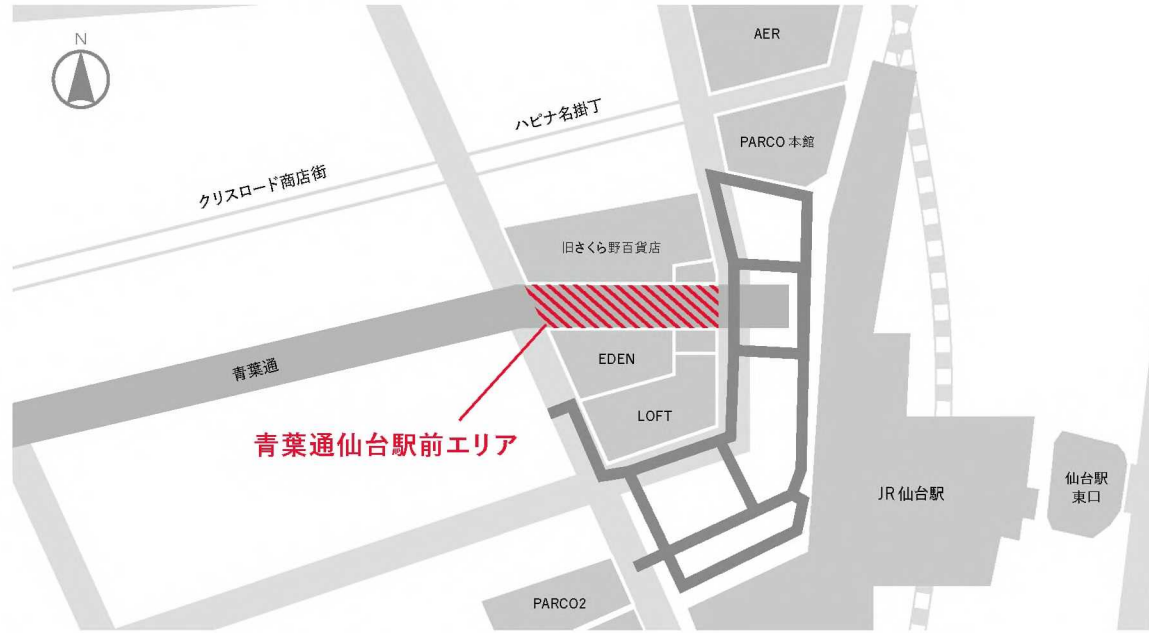 N
AER
ハピナ名掛丁
PARCO 本館
クリスロード商店街
旧さくら野百貨店
EDEN
青葉通
LOFT
青葉通仙台駅前エリア
JR 仙台駅
仙台駅
東口
PARCO2